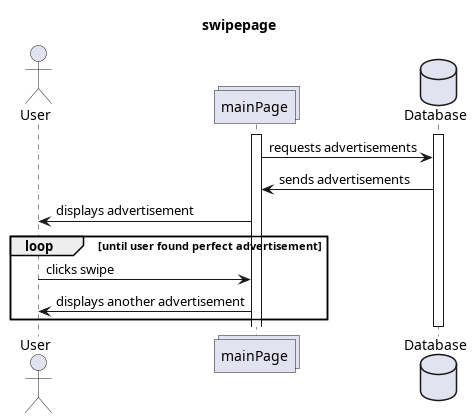 swipepage
User
mainPage
Database
requests advertisements
sends advertisements
displays advertisement
loop [until user found perfect advertisement]
clicks swipe
displays another advertisement
User
mainPage
Database